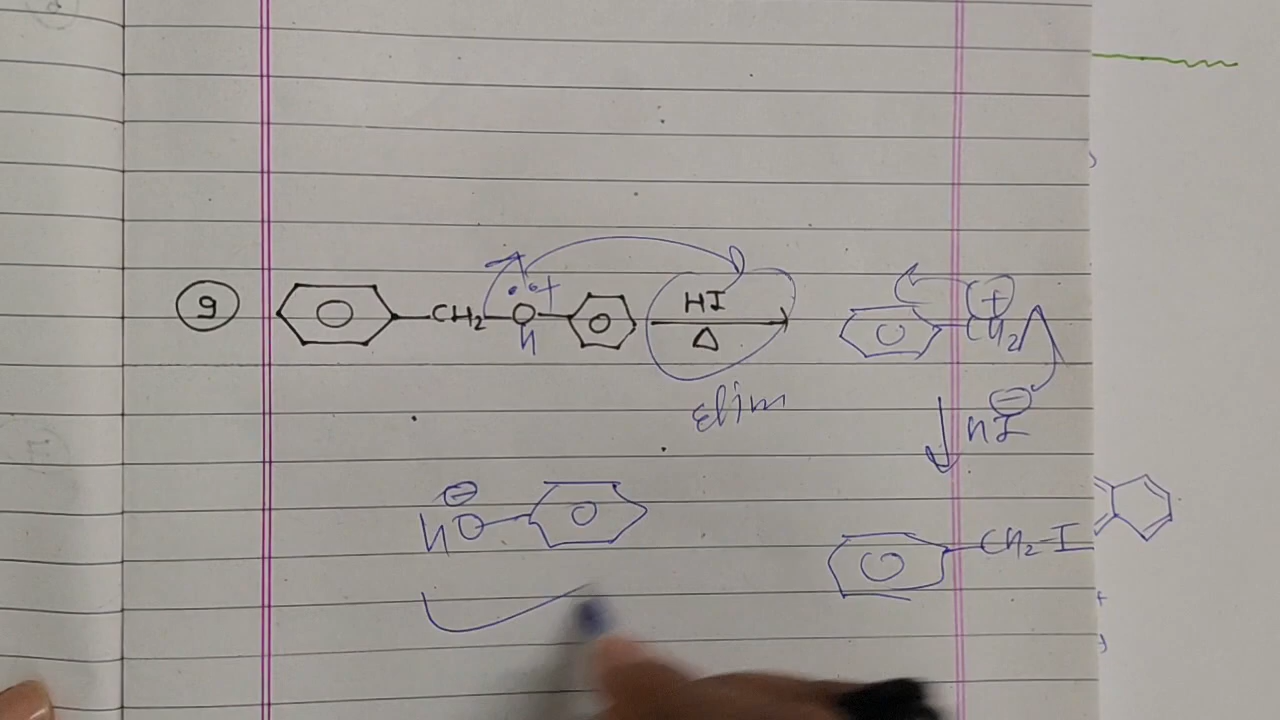 9 CH₂ O + H HI Δ + CH₂
Elim
⊖ HI
⊖ HO CH₂-I